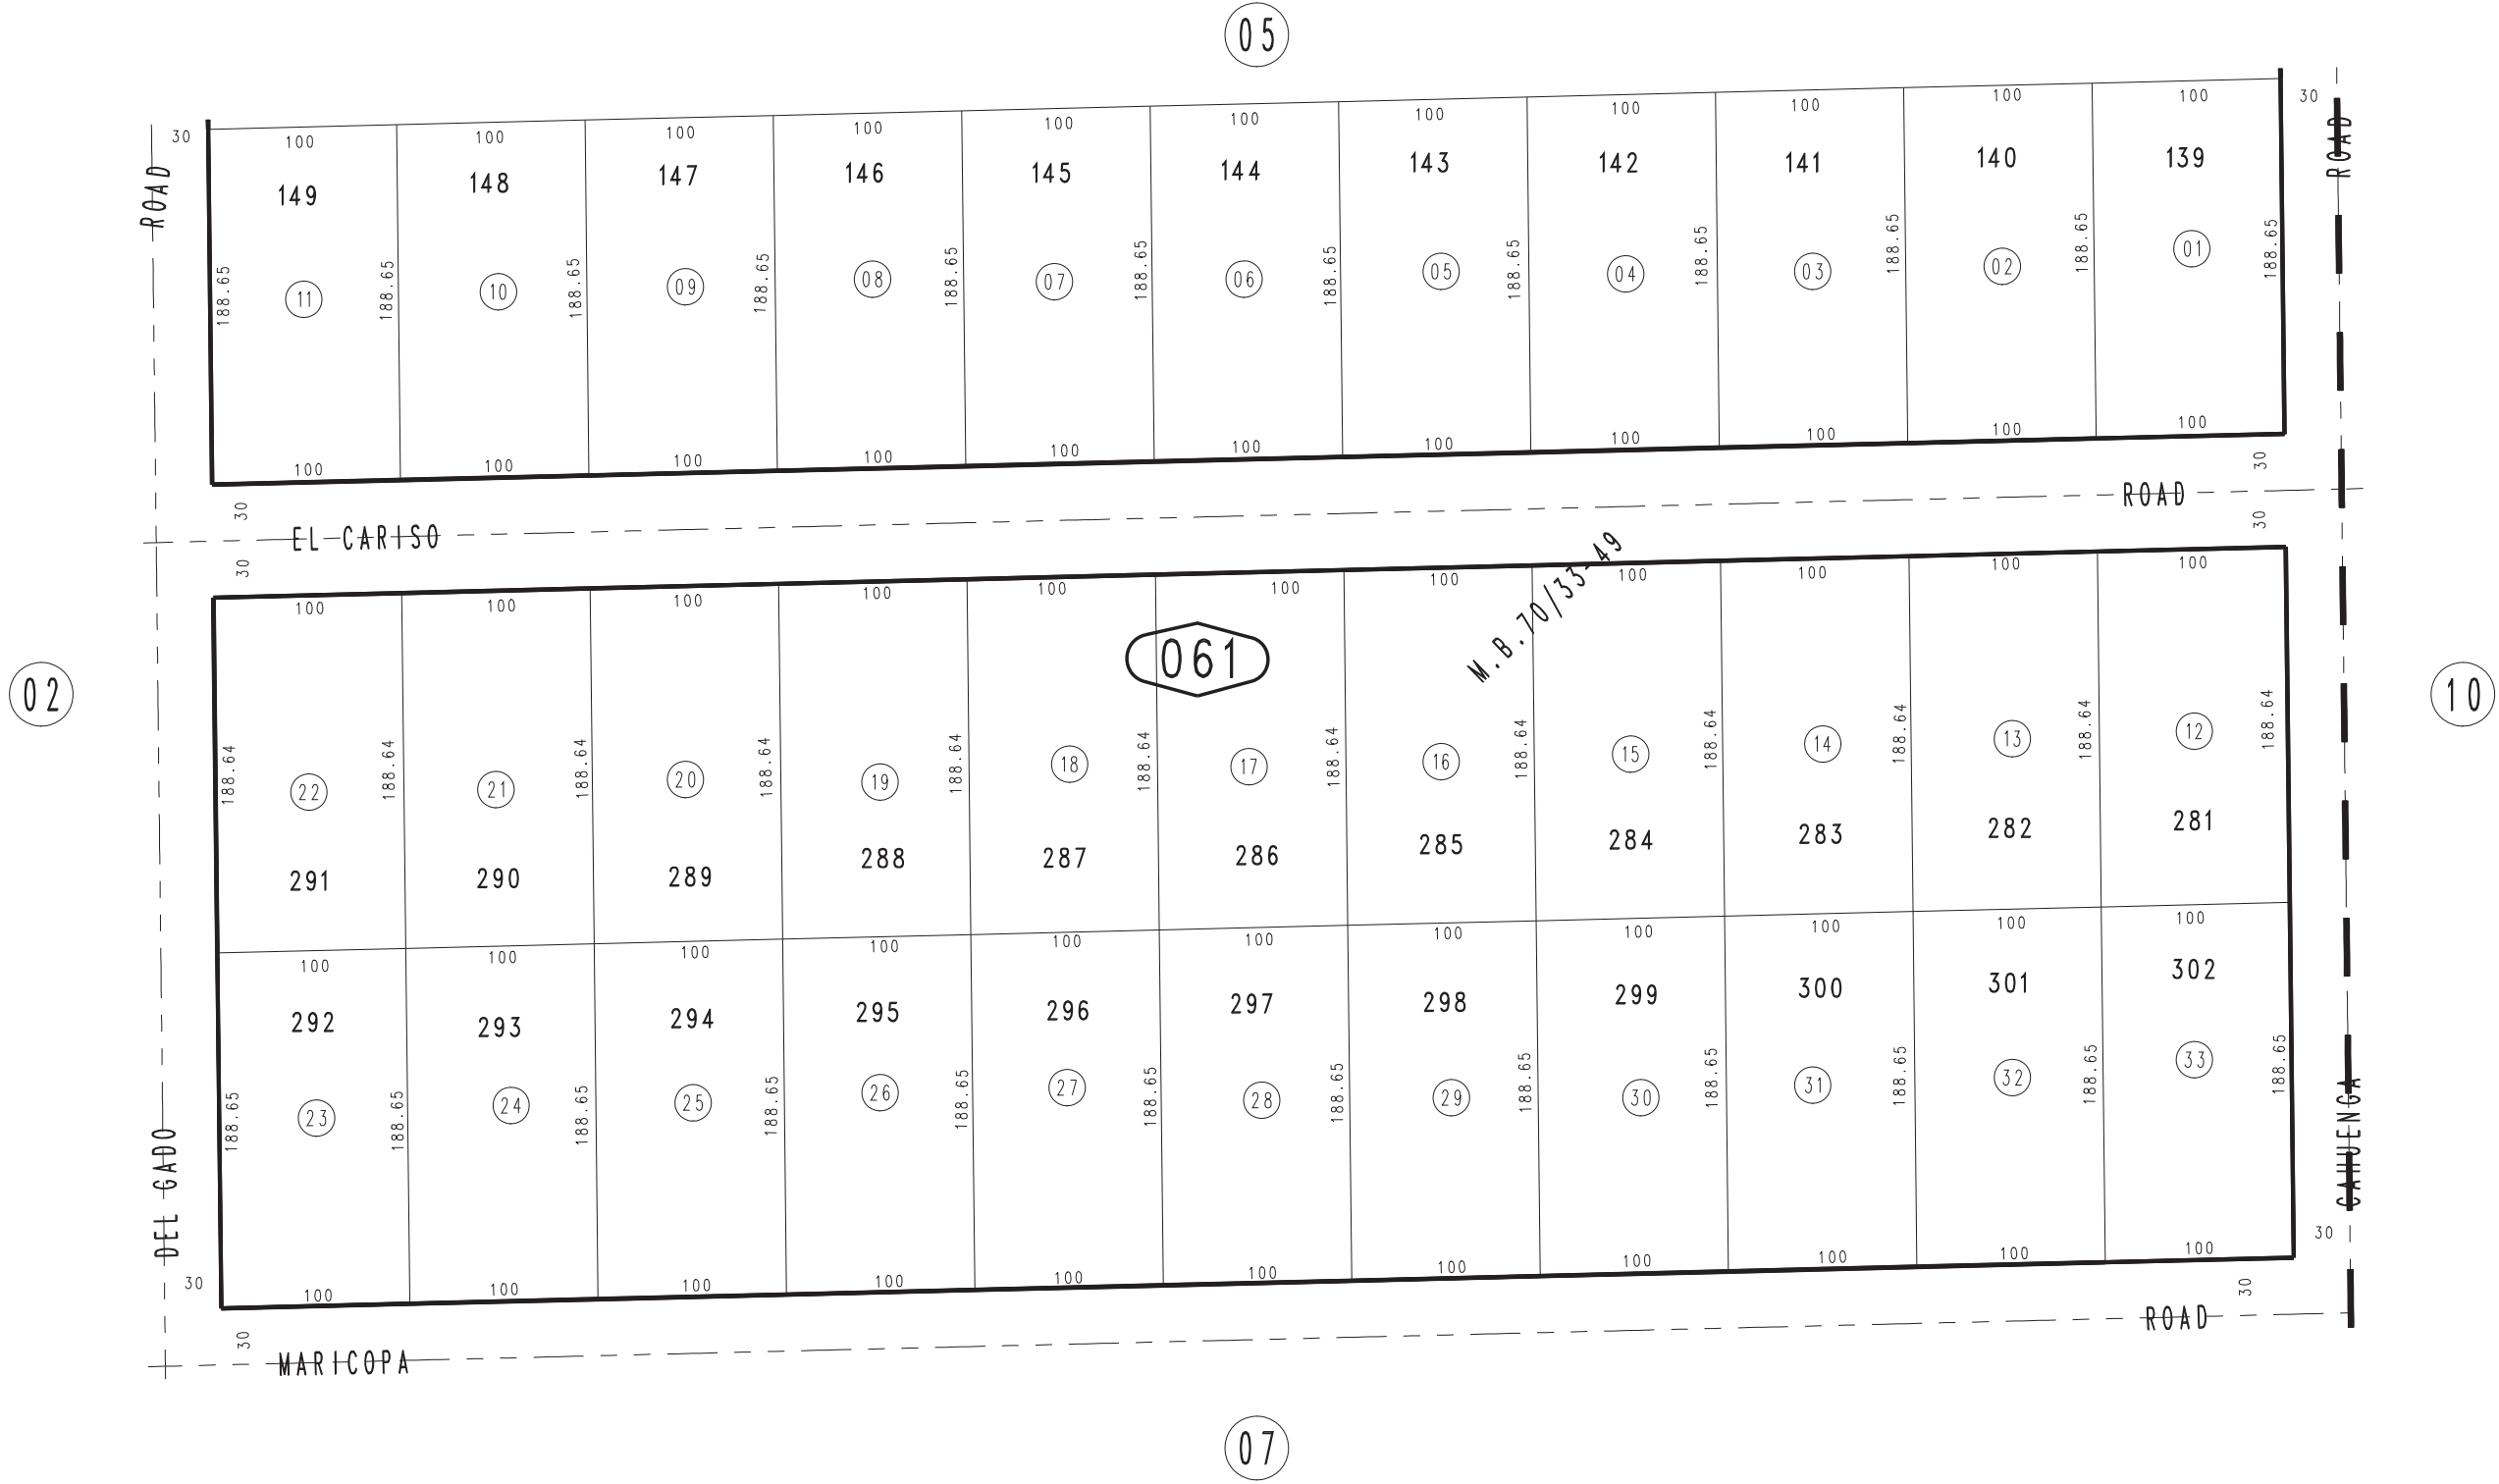 05
30 100 100 100 100 100 100 100 100 100 100 100 30
ROAD 149 148 147 146 145 144 143 142 141 140 139 ROAD
188.65 188.65 188.65 188.65 188.65 188.65 188.65 188.65 188.65 188.65 188.65 188.65
11 10 09 08 07 06 05 04 03 02 01
100 100 100 100 100 100 100 100 100 100 100
30 30
EL CARISO ROAD
30 30
100 100 100 100 100 100 100 100 100 100 100
M.B.70/33-49
061
02 10
188.64 188.64 188.64 188.64 188.64 188.64 188.64 188.64 188.64 188.64 188.64 188.64
22 21 20 19 18 17 16 15 14 13 12
291 290 289 288 287 286 285 284 283 282 281
100 100 100 100 100 100 100 100 100 100 100
292 293 294 295 296 297 298 299 300 301 302
23 24 25 26 27 28 29 30 31 32 33
188.65 188.65 188.65 188.65 188.65 188.65 188.65 188.65 188.65 188.65 188.65 188.65
DEL GADO CAHUENGA
30 30
100 100 100 100 100 100 100 100 100 100 100
30 30
MARICOPA ROAD
07